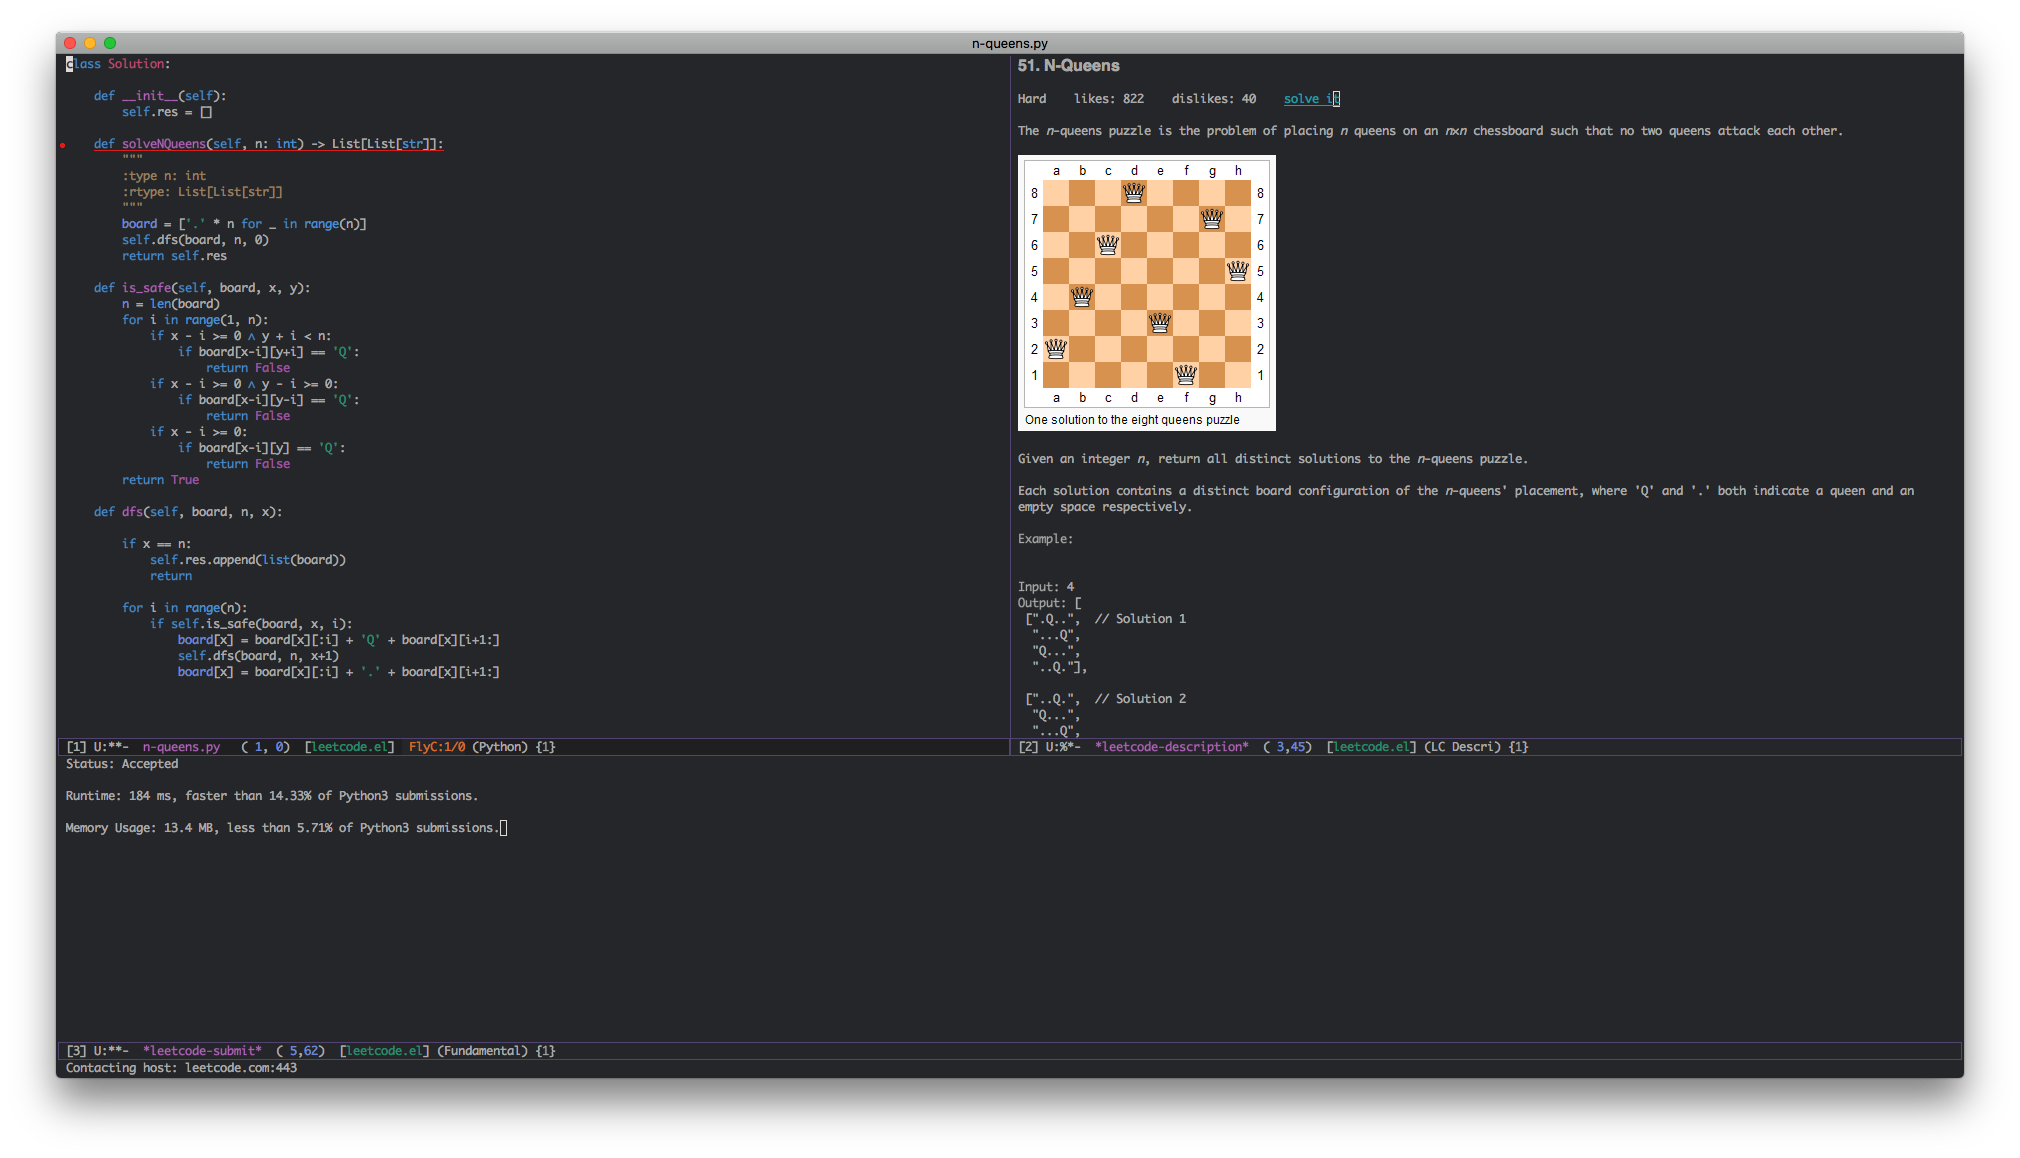 n-queens.py
class Solution:
def __init__(self):
self.res = []
def solveNQueens(self, n: int) -> List[List[str]]:
"""
:type n: int
:rtype: List[List[str]]
"""
board = ['.' * n for _ in range(n)]
self.dfs(board, n, 0)
return self.res
def is_safe(self, board, x, y):
n = len(board)
for i in range(1, n):
if x - i >= 0 ∧ y + i < n:
if board[x-i][y+i] == 'Q':
return False
if x - i >= 0 ∧ y - i >= 0:
if board[x-i][y-i] == 'Q':
return False
if x - i >= 0:
if board[x-i][y] == 'Q':
return False
return True
def dfs(self, board, n, x):
if x == n:
self.res.append(list(board))
return
for i in range(n):
if self.is_safe(board, x, i):
board[x] = board[x][:i] + 'Q' + board[x][i+1:]
self.dfs(board, n, x+1)
board[x] = board[x][:i] + '.' + board[x][i+1:]
[1] U:**- n-queens.py ( 1, 0) [leetcode.el] FlyC:1/0 (Python) {1}
51. N-Queens
Hard likes: 822 dislikes: 40 solve it
The n-queens puzzle is the problem of placing n queens on an n×n chessboard such that no two queens attack each other.
a b c d e f g h
8 8
7 7
6 6
5 5
4 4
3 3
2 2
1 1
a b c d e f g h
One solution to the eight queens puzzle
Given an integer n, return all distinct solutions to the n-queens puzzle.
Each solution contains a distinct board configuration of the n-queens' placement, where 'Q' and '.' both indicate a queen and an
empty space respectively.
Example:
Input: 4
Output: [
[".Q..", // Solution 1
"...Q",
"Q...",
"..Q."],
["..Q.", // Solution 2
"Q...",
"...Q",
[2] U:%*- *leetcode-description* ( 3,45) [leetcode.el] (LC Descri) {1}
Status: Accepted
Runtime: 184 ms, faster than 14.33% of Python3 submissions.
Memory Usage: 13.4 MB, less than 5.71% of Python3 submissions.
[3] U:**- *leetcode-submit* ( 5,62) [leetcode.el] (Fundamental) {1}
Contacting host: leetcode.com:443